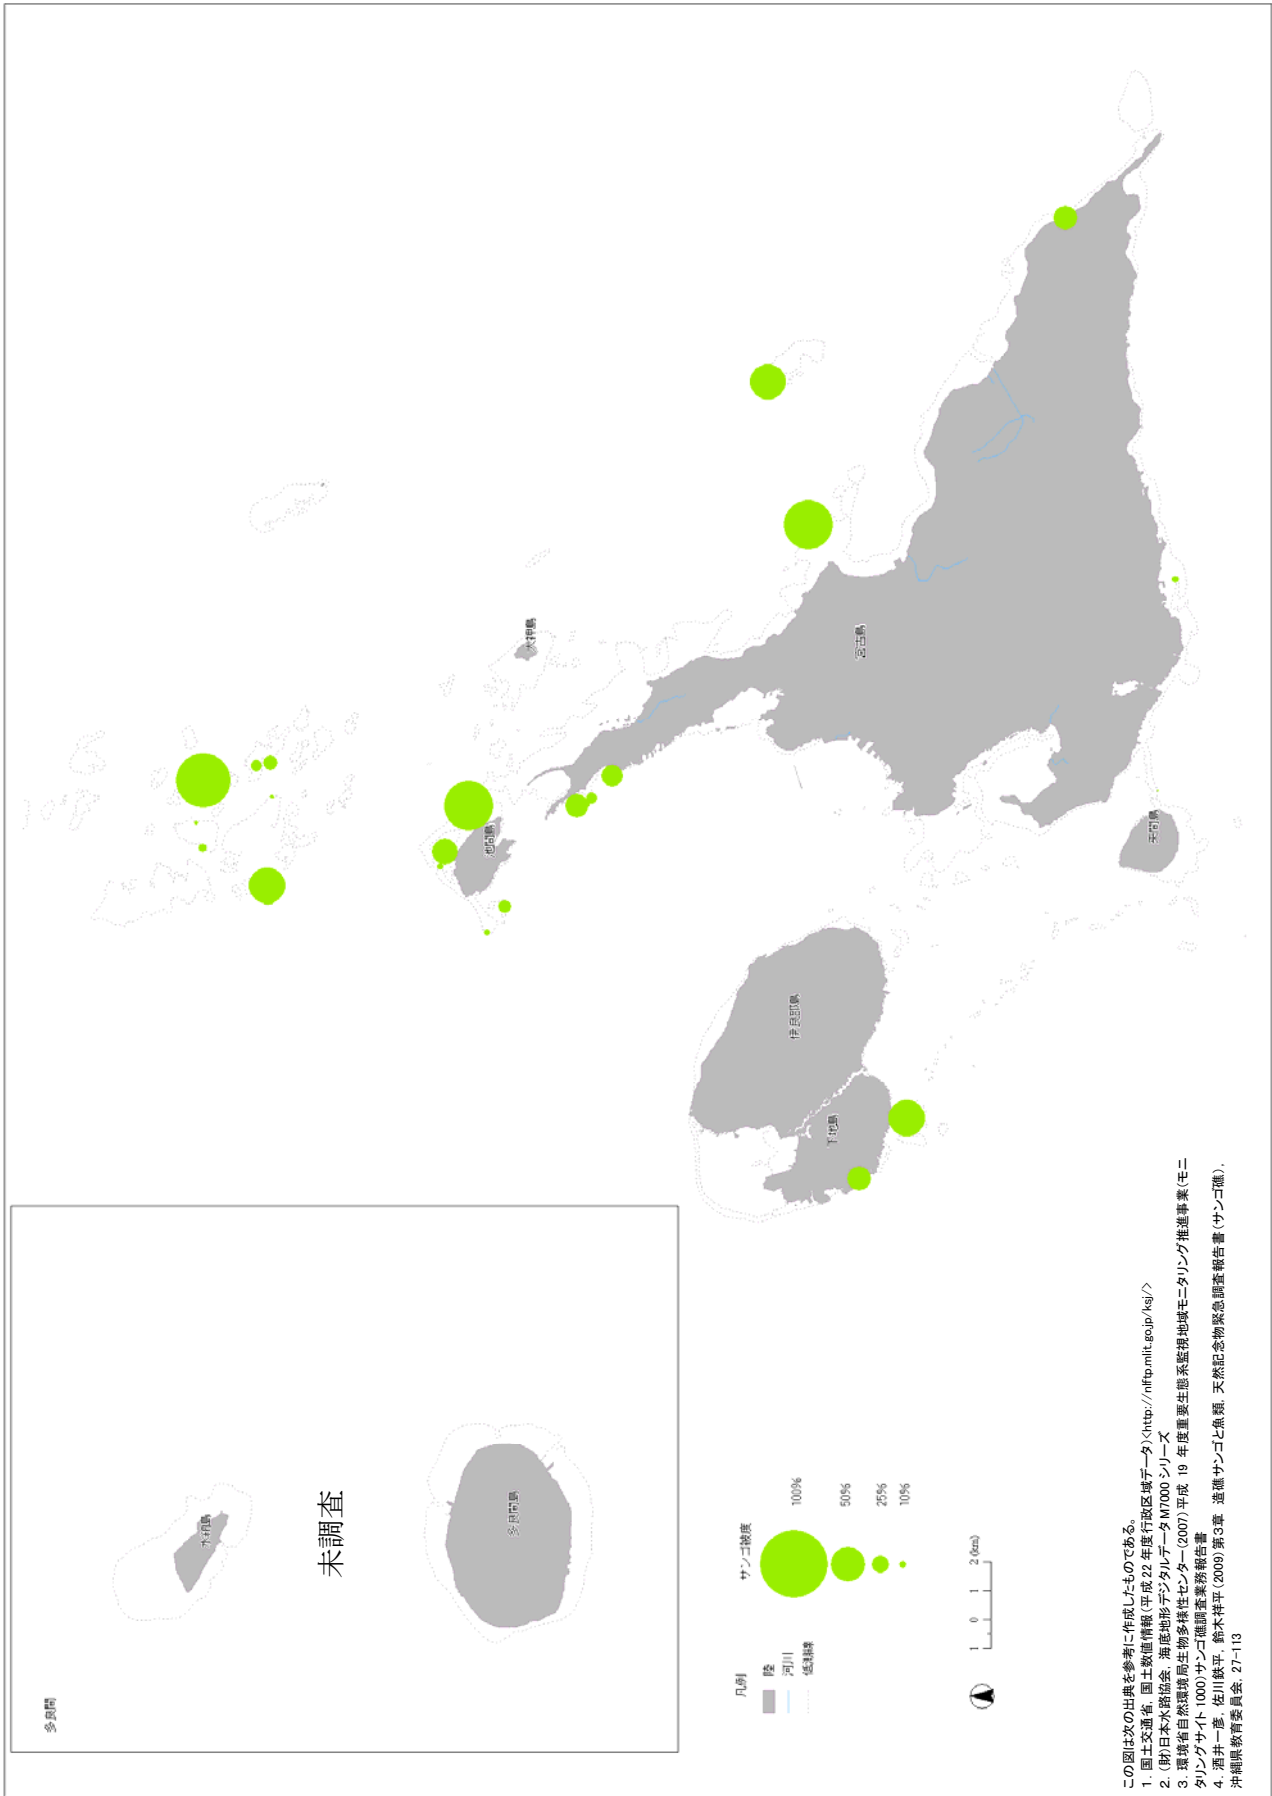 多良間
水納島
未調査
多良間島
大神島
池間島
宮古島
来間島
伊良部島
下地島
凡例
陸
河川
低潮線
サンゴ被度
100%
50%
25%
10%
1 0 1 2 (km)
この図は次の出典を参考に作成したものである。
1. 国土交通省, 国土数値情報(平成 22 年度行政区域データ)<http://nlftp.mlit.go.jp/ksj/>
2. (財)日本水路協会, 海底地形デジタルデータ M7000 シリーズ
3. 環境省自然環境局生物多様性センター(2007)平成 19 年度重要生態系監視地域モニタリング推進事業(モニ
タリングサイト 1000)サンゴ礁調査業務報告書
4. 酒井一彦, 佐川鉄平, 鈴木祥平(2009)第3章 造礁サンゴと魚類, 天然記念物緊急調査報告書(サンゴ礁),
沖縄県教育委員会, 27-113